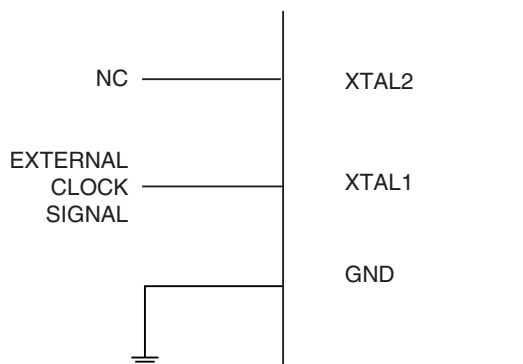 NC
XTAL2
EXTERNAL
CLOCK
SIGNAL
XTAL1
GND